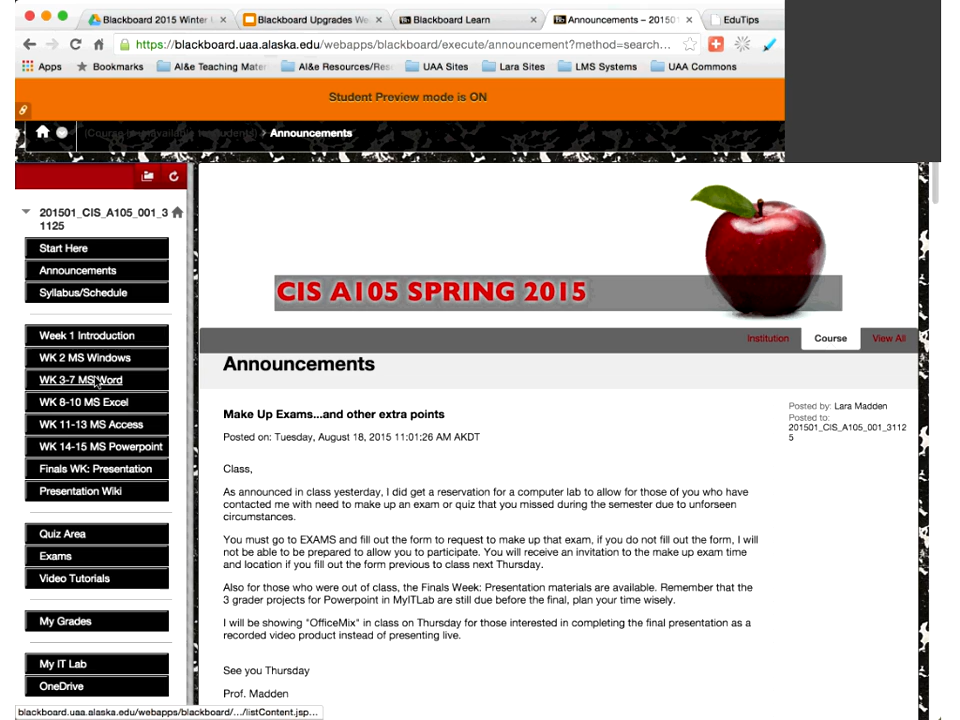 Blackboard 2015 Winter
Blackboard Upgrades We
Blackboard Learn
Announcements – 20150
EduTips
https://blackboard.uaa.alaska.edu/webapps/blackboard/execute/announcement?method=search...
Apps
Bookmarks
AI&e Teaching Mater
AI&e Resources/Res
UAA Sites
Lara Sites
LMS Systems
UAA Commons
Student Preview mode is ON
> Announcements
201501_CIS_A105_001_3
1125
Start Here
Announcements
Syllabus/Schedule
Week 1 Introduction
WK 2 MS Windows
WK 3-7 MS Word
WK 8-10 MS Excel
WK 11-13 MS Access
WK 14-15 MS Powerpoint
Finals WK: Presentation
Presentation Wiki
Quiz Area
Exams
Video Tutorials
My Grades
My IT Lab
OneDrive
blackboard.uaa.alaska.edu/webapps/blackboard/.../listContent.jsp...
CIS A105 SPRING 2015
Institution
Course
View All
Announcements
Make Up Exams...and other extra points
Posted on: Tuesday, August 18, 2015 11:01:26 AM AKDT
Posted by: Lara Madden
Posted to:
201501_CIS_A105_001_3112
5
Class,
As announced in class yesterday, I did get a reservation for a computer lab to allow for those of you who have
contacted me with need to make up an exam or quiz that you missed during the semester due to unforseen
circumstances.
You must go to EXAMS and fill out the form to request to make up that exam, if you do not fill out the form, I will
not be able to be prepared to allow you to participate. You will receive an invitation to the make up exam time
and location if you fill out the form previous to class next Thursday.
Also for those who were out of class, the Finals Week: Presentation materials are available. Remember that the
3 grader projects for Powerpoint in MyITLab are still due before the final, plan your time wisely.
I will be showing "OfficeMix" in class on Thursday for those interested in completing the final presentation as a
recorded video product instead of presenting live.
See you Thursday
Prof. Madden